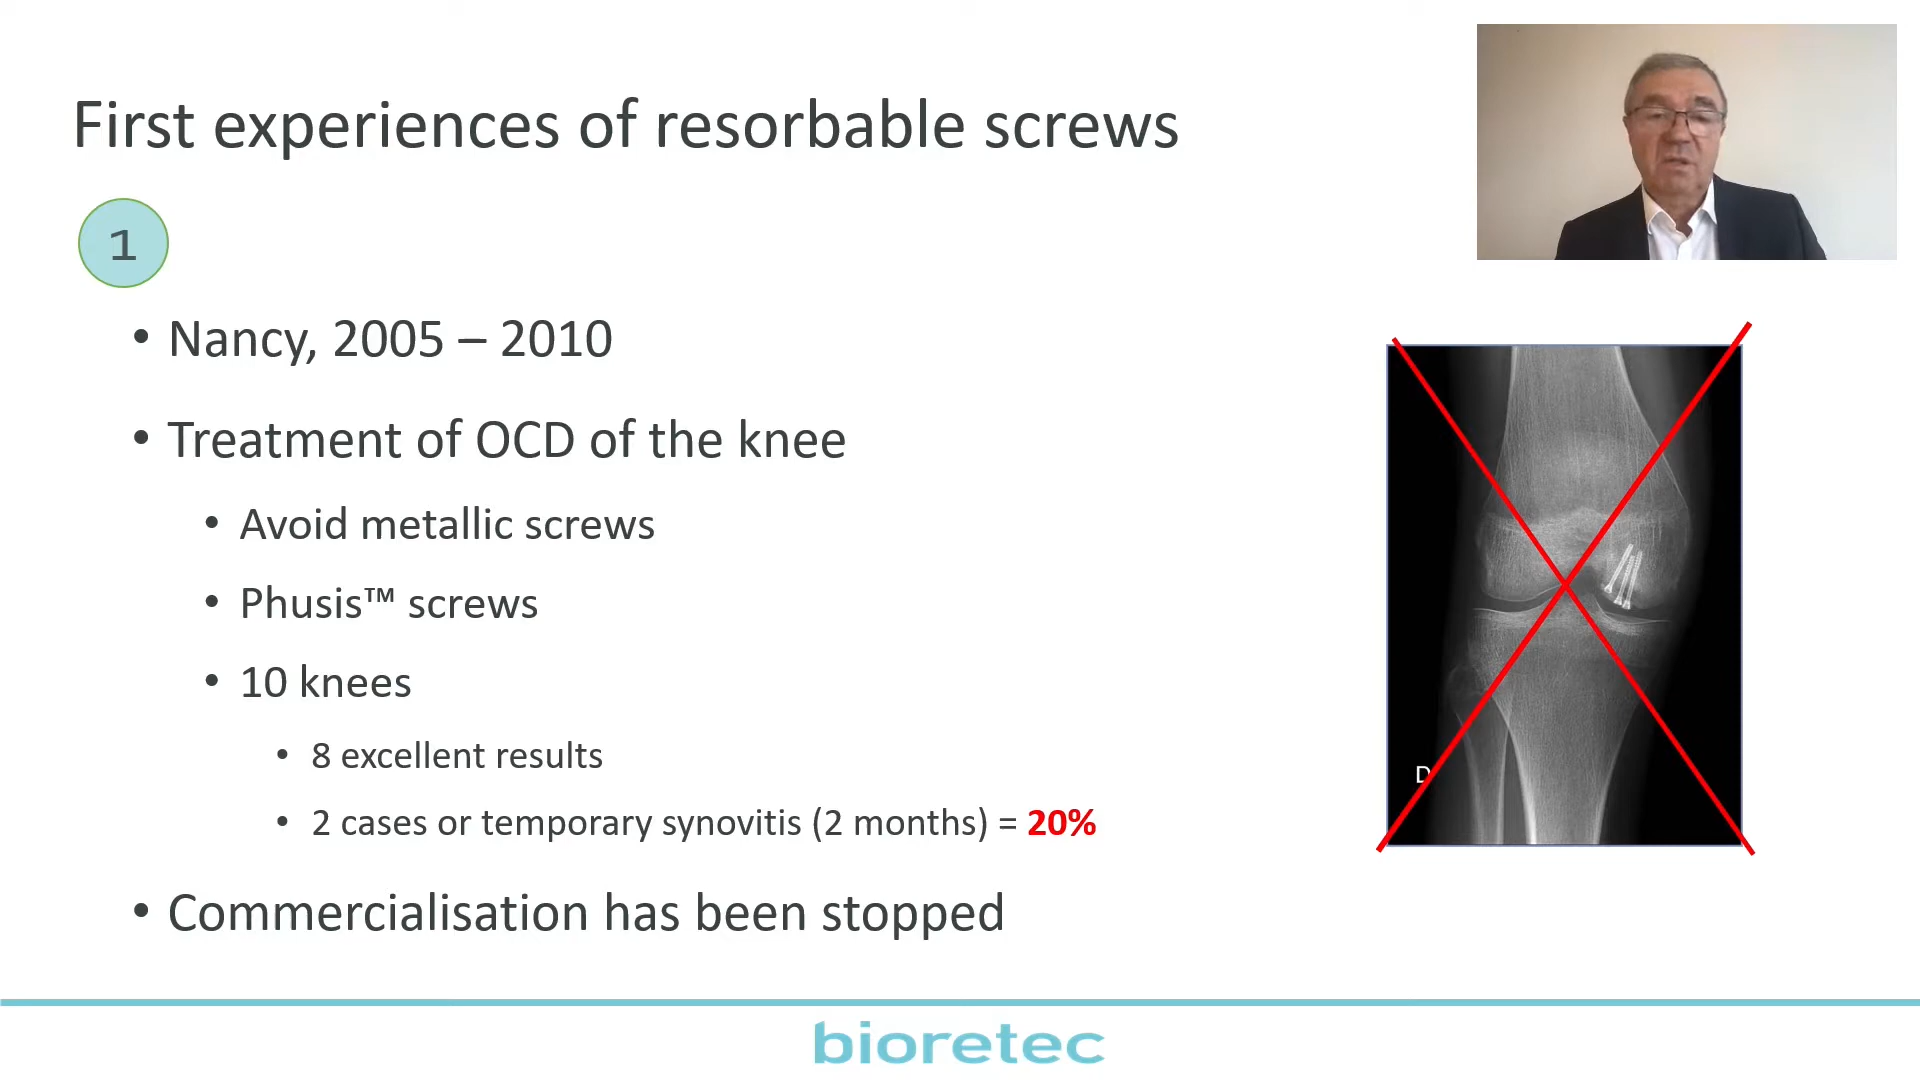 First experiences of resorbable screws
1
• Nancy, 2005 – 2010
• Treatment of OCD of the knee
• Avoid metallic screws
• Phusis™ screws
• 10 knees
• 8 excellent results
• 2 cases or temporary synovitis (2 months) = 20%
• Commercialisation has been stopped
D
bioretec